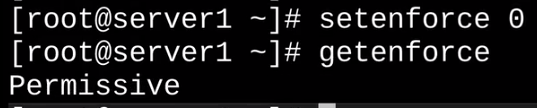 [root@server1 ~]# setenforce 0
[root@server1 ~]# getenforce
Permissive